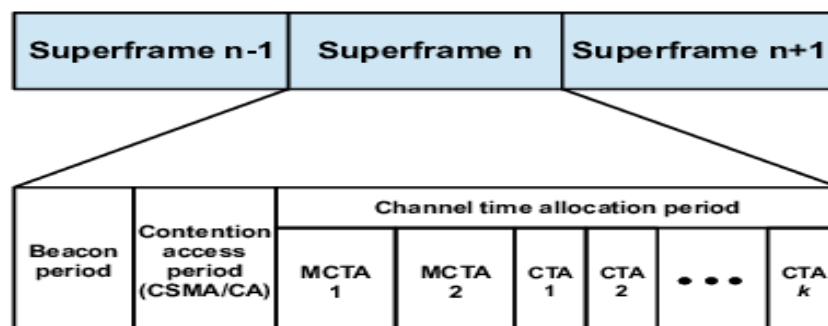 Superframe n-1 Superframe n Superframe n+1
Channel time allocation period
Beacon
period
Contention
access
period
(CSMA/CA)
MCTA
1
MCTA
2
CTA
1
CTA
2
• • •
CTA
k